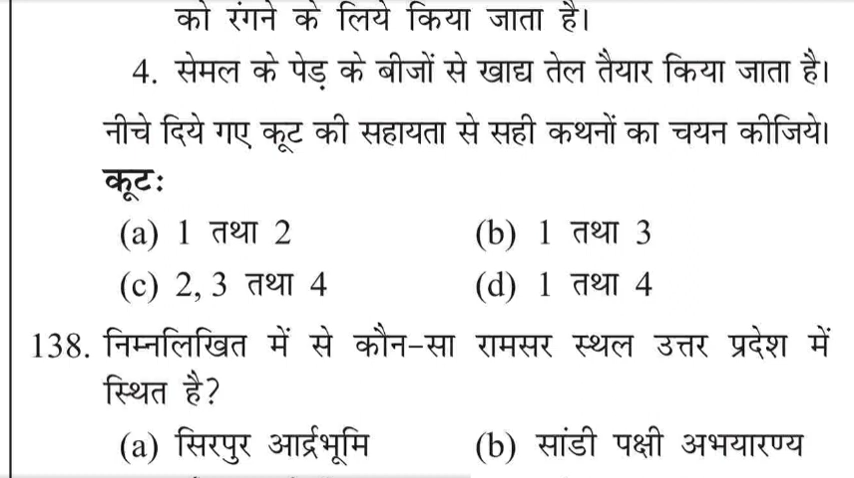 को रंगने के लिये किया जाता है।
4. सेमल के पेड़ के बीजों से खाद्य तेल तैयार किया जाता है।
नीचे दिये गए कूट की सहायता से सही कथनों का चयन कीजिये।
कूटः
(a) 1 तथा 2 (b) 1 तथा 3
(c) 2, 3 तथा 4 (d) 1 तथा 4
138. निम्नलिखित में से कौन-सा रामसर स्थल उत्तर प्रदेश में
स्थित है?
(a) सिरपुर आर्द्रभूमि (b) सांडी पक्षी अभयारण्य